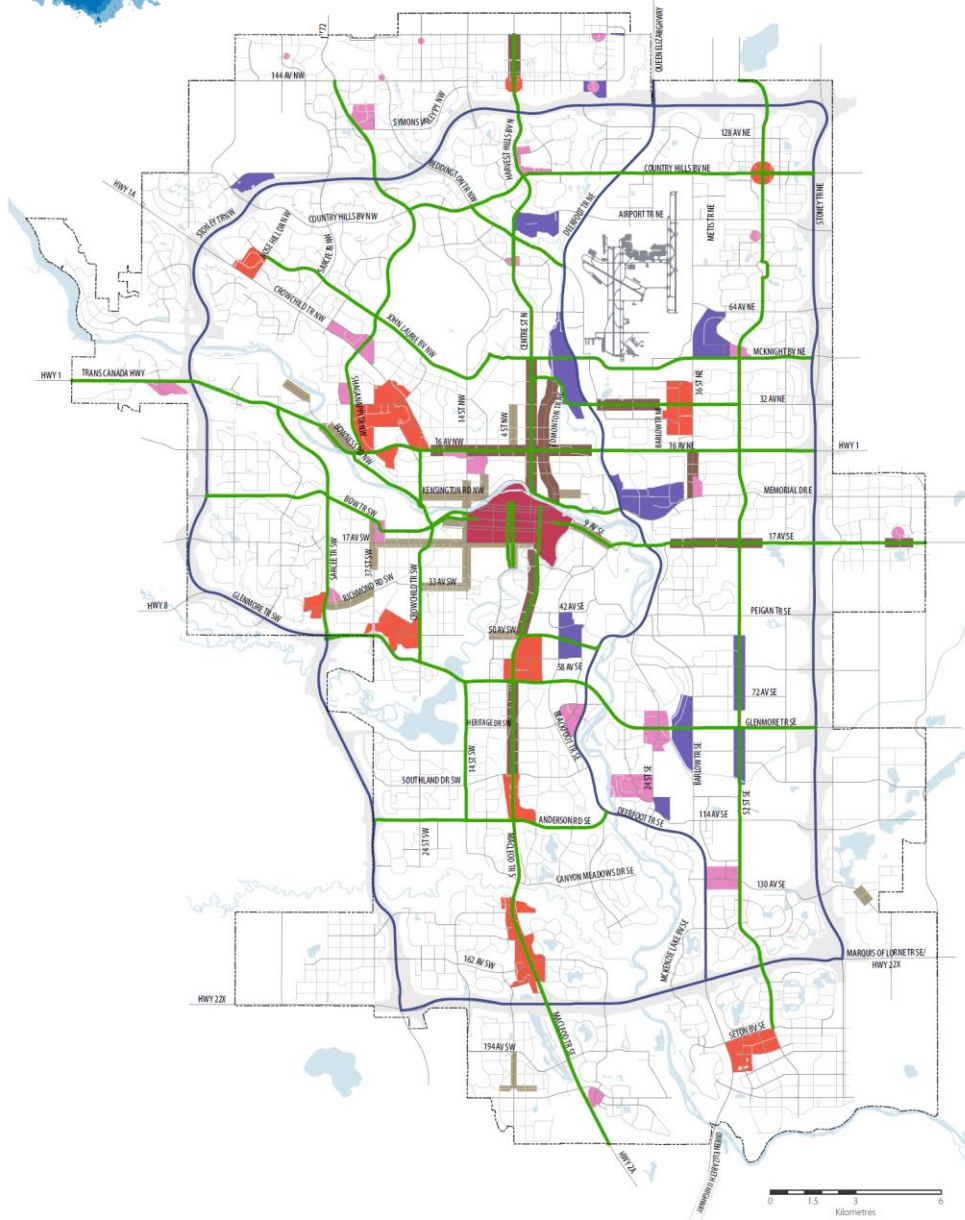 '72
QUEEN ELIZABGHWAY
144 AV NW
128 AV NE
HARVEST HILLS BV N
BEDDINGTON TR NW
COUNTRY HILLS BV NE
HWY 1A
STONEY TR NW
COUNTRY HILLS BV NW
DEERFOOT TR NE
AIRPORT TR NE
METIS TR NE
STONEY TR NE
SARCEE TR NW
CROWCHILD TR NW
JOHN LAURIE BV NW
CENTRE ST N
64 AV NE
MCKNIGHT BV NE
HWY 1
TRANS CANADA HWY
SHAGANAPPI TR NW
14 ST NW
4 ST NW
EDMONTON TR NE
BARLOW TR NE
36 ST NE
32 AV NE
BOWNESS RD NW
16 AV NW
16 AV NE
HWY 1
KENSINGTON RD NW
MEMORIAL DR E
BOW TR SW
17 AV SW
9 AV SE
17 AV SE
SARCEE TR SW
37 ST SW
RICHMOND RD SW
33 AV SW
CROWCHILD TR SW
HWY 8
GLENMORE TR SW
42 AV SE
50 AV SW
58 AV SE
PEIGAN TR SE
72 AV SE
HERITAGE DR SW
BLACKFOOT TR SE
GLENMORE TR SE
14 ST SW
24 ST SE
BARLOW TR SE
SOUTHLAND DR SW
52 ST SE
114 AV SE
ANDERSON RD SE
DEERFOOT TR SE
24 ST SW
MACLEOD TR S
CANYON MEADOWS DR SE
130 AV SE
162 AV SW
MCKENZIE LAKE BV SE
MARQUIS OF LORNE TR SE/
HWY 22X
HWY 22X
SETON BV SE
MACLEOD TR SE
194 AV SW
HWY 2A
QUEEN ELIZABETH II HIGHWAY
0 1.5 3 6
Kilometres